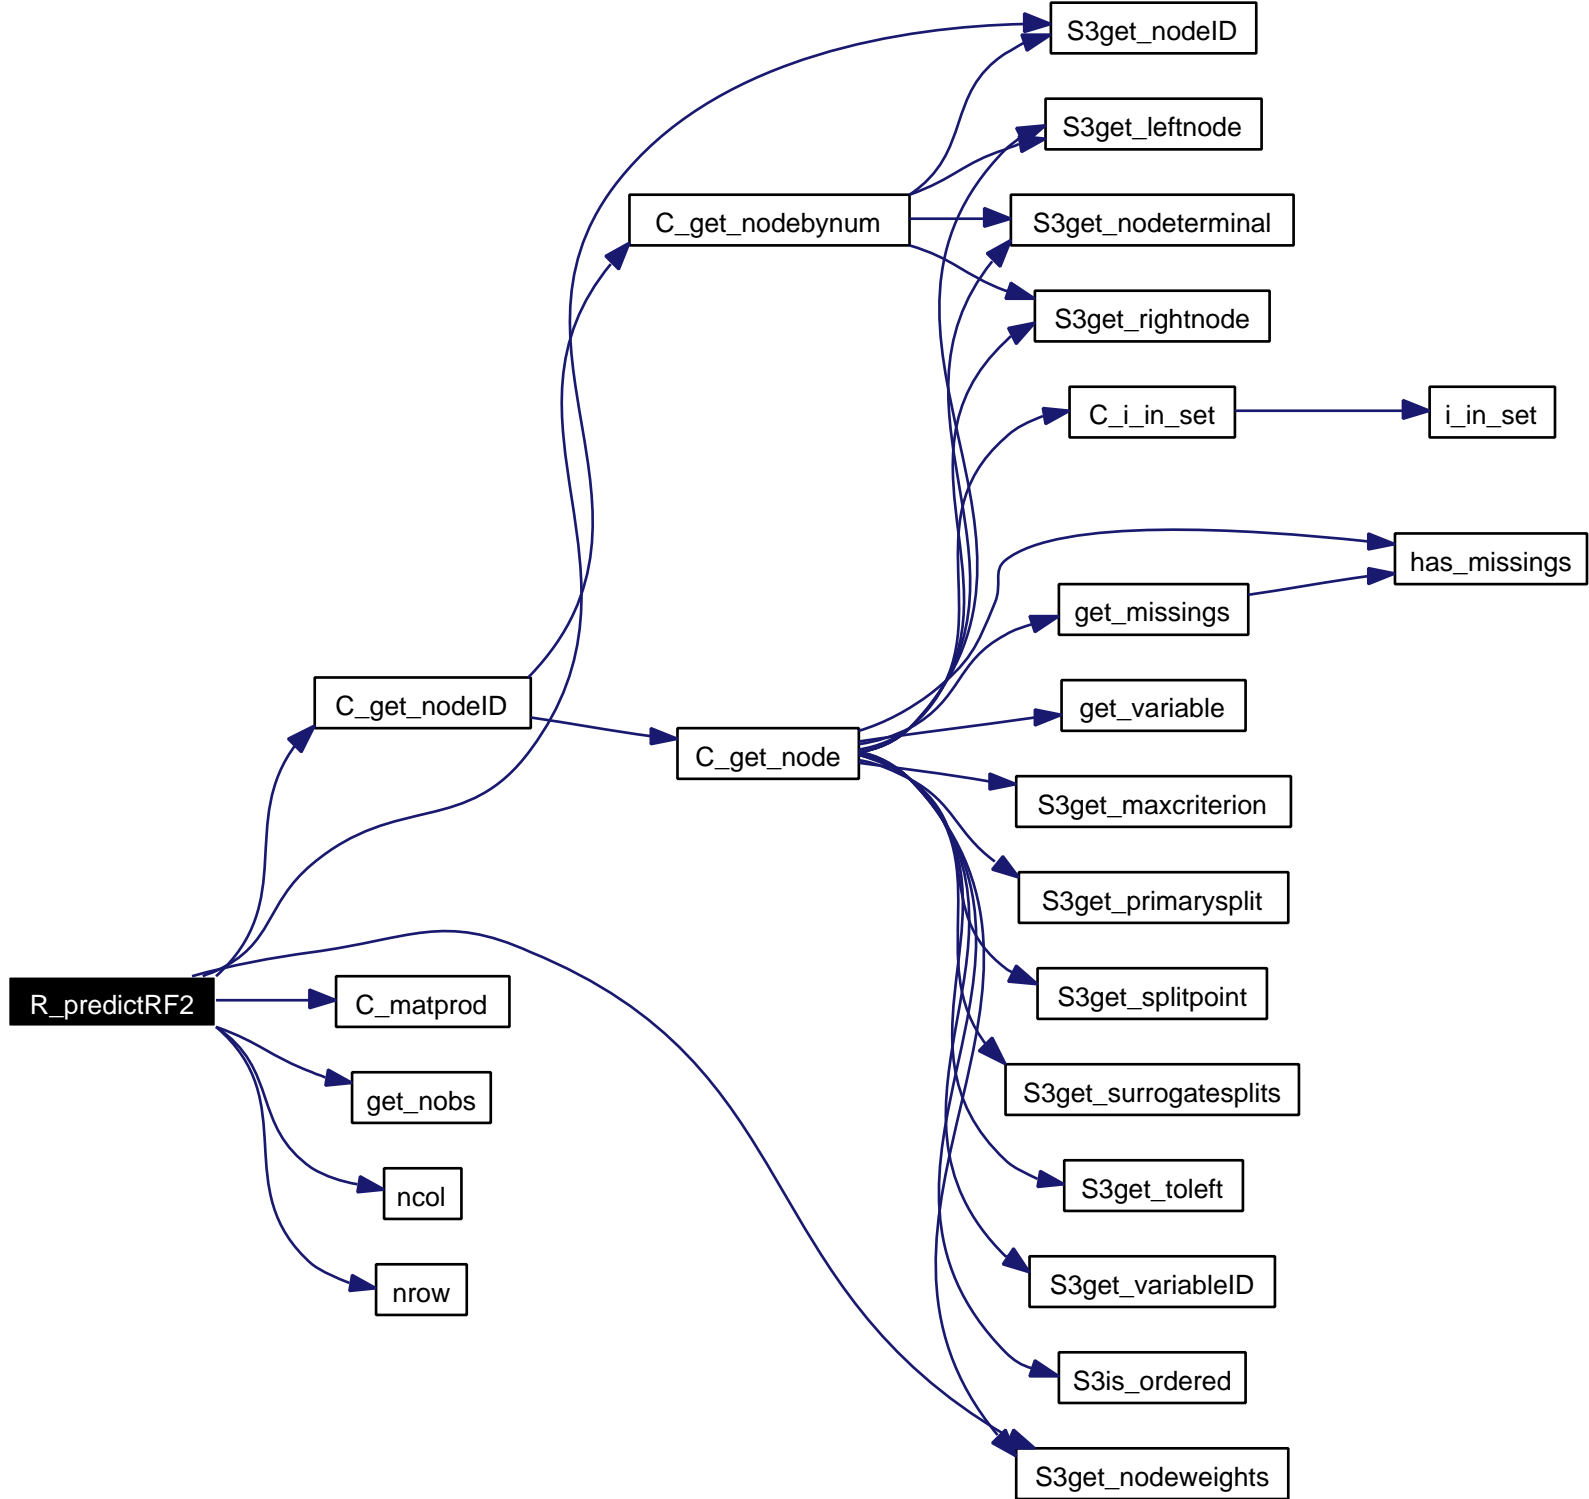 S3get_nodeID
S3get_leftnode
C_get_nodebynum
S3get_nodeterminal
S3get_rightnode
C_i_in_set
i_in_set
has_missings
get_missings
C_get_nodeID
get_variable
C_get_node
S3get_maxcriterion
S3get_primarysplit
R_predictRF2
C_matprod
S3get_splitpoint
get_nobs
S3get_surrogatesplits
ncol
S3get_toleft
nrow
S3get_variableID
S3is_ordered
S3get_nodeweights